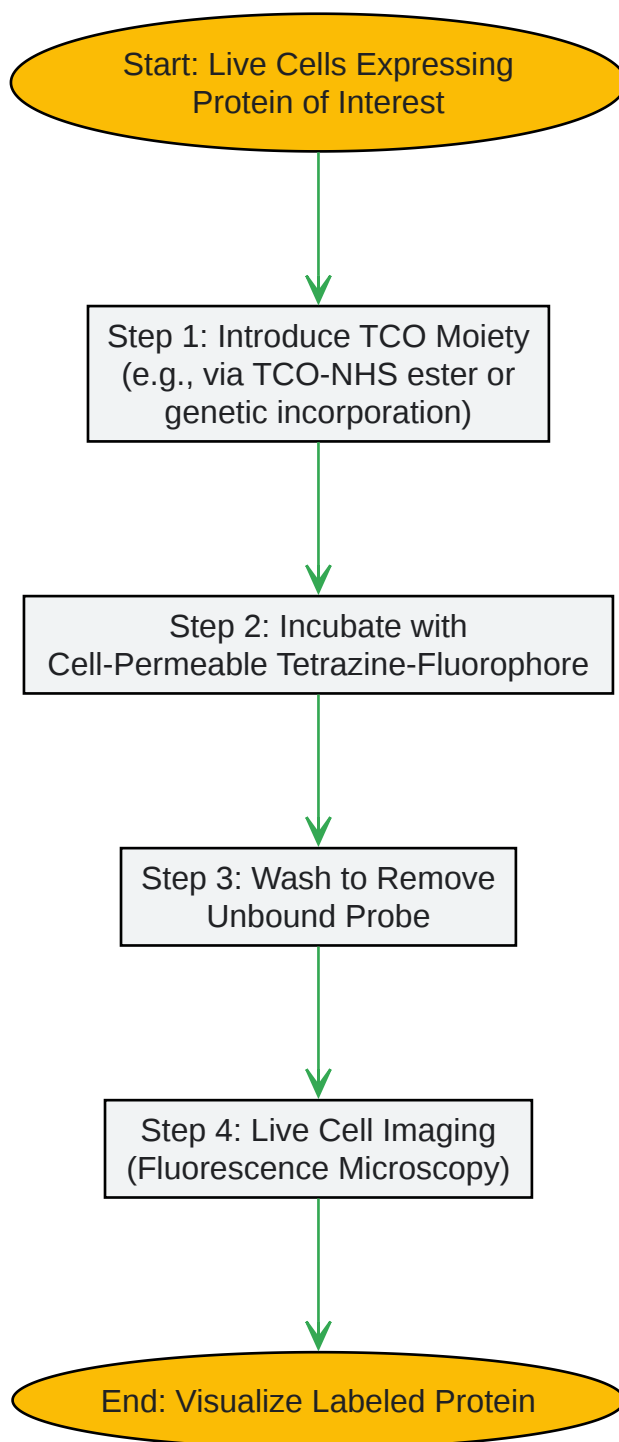 Start: Live Cells Expressing
Protein of Interest
Step 1: Introduce TCO Moiety
(e.g., via TCO-NHS ester or
genetic incorporation)
Step 2: Incubate with
Cell-Permeable Tetrazine-Fluorophore
Step 3: Wash to Remove
Unbound Probe
Step 4: Live Cell Imaging
(Fluorescence Microscopy)
End: Visualize Labeled Protein